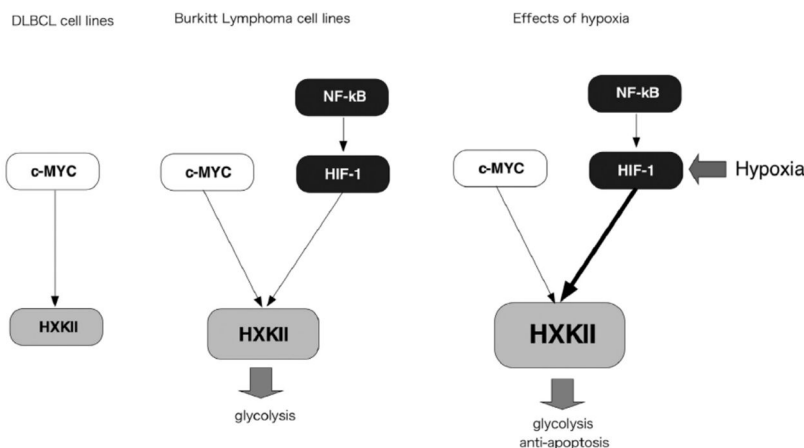 DLBCL cell lines
Burkitt Lymphoma cell lines
Effects of hypoxia
NF-kB
NF-kB
c-MYC
c-MYC
HIF-1
c-MYC
HIF-1
Hypoxia
HXKII
HXKII
HXKII
glycolysis
glycolysis
anti-apoptosis